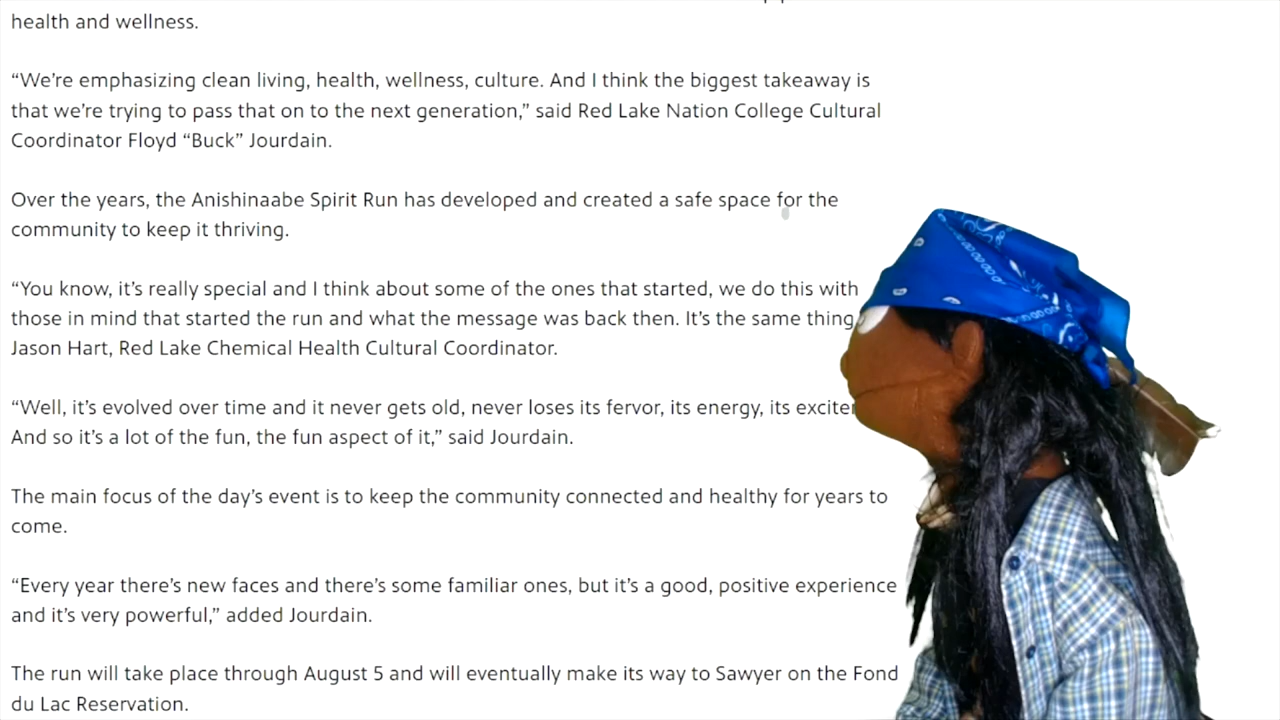 health and wellness.
“We’re emphasizing clean living, health, wellness, culture. And I think the biggest takeaway is
that we’re trying to pass that on to the next generation,” said Red Lake Nation College Cultural
Coordinator Floyd “Buck” Jourdain.
Over the years, the Anishinaabe Spirit Run has developed and created a safe space for the
community to keep it thriving.
“You know, it’s really special and I think about some of the ones that started, we do this with
those in mind that started the run and what the message was back then. It’s the same thing
Jason Hart, Red Lake Chemical Health Cultural Coordinator.
“Well, it’s evolved over time and it never gets old, never loses its fervor, its energy, its
And so it’s a lot of the fun, the fun aspect of it,” said Jourdain.
The main focus of the day’s event is to keep the community connected and healthy for years to
come.
“Every year there’s new faces and there’s some familiar ones, but it’s a good, positive experience
and it’s very powerful,” added Jourdain.
The run will take place through August 5 and will eventually make its way to Sawyer on the Fond
du Lac Reservation.